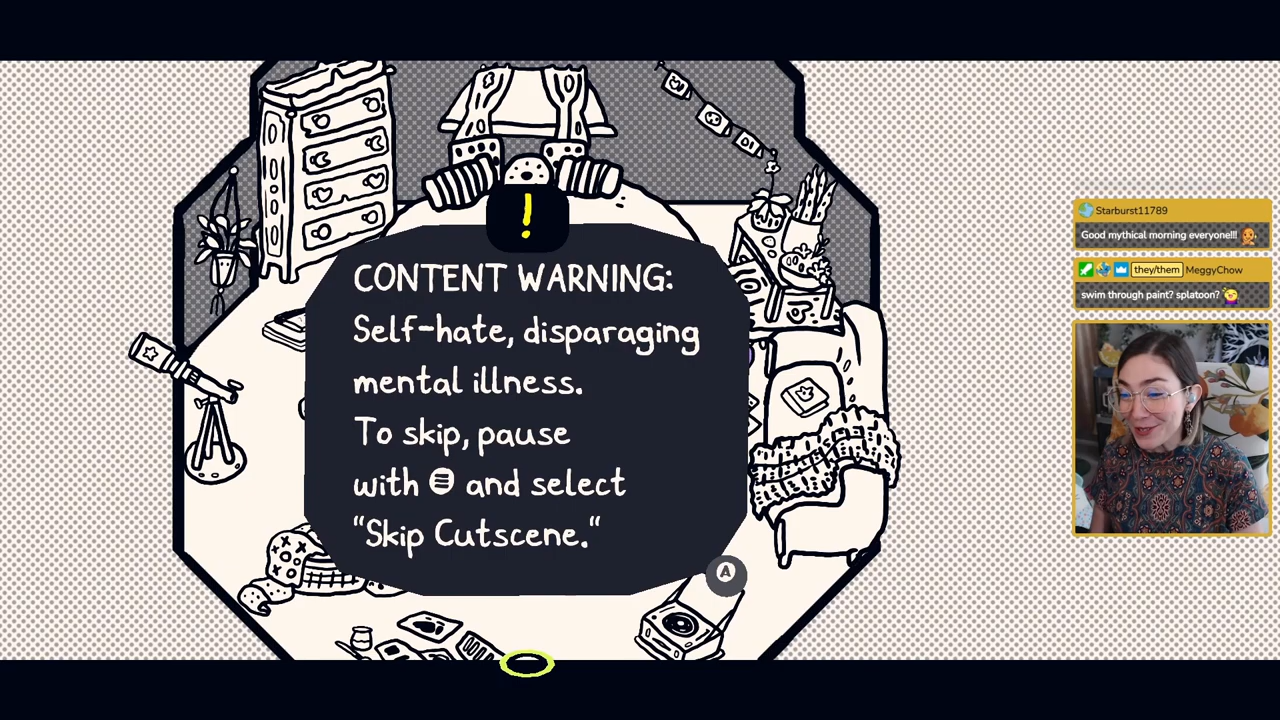 CONTENT WARNING:
Self-hate, disparaging
mental illness.
To skip, pause
with and select
"Skip Cutscene."
A
Starburst11789
Good mythical morning everyone!!!
they/them MeggyChow
swim through paint? splatoon?